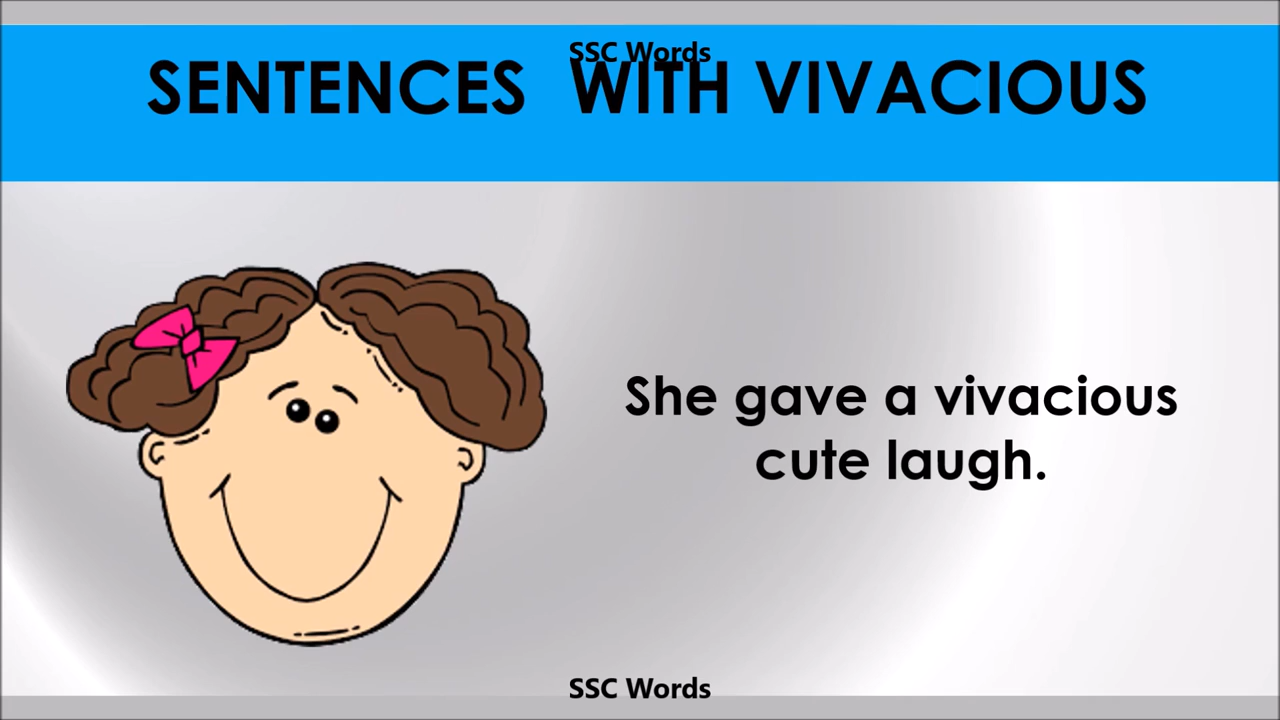 SSC Words
SENTENCES WITH VIVACIOUS
She gave a vivacious
cute laugh.
SSC Words